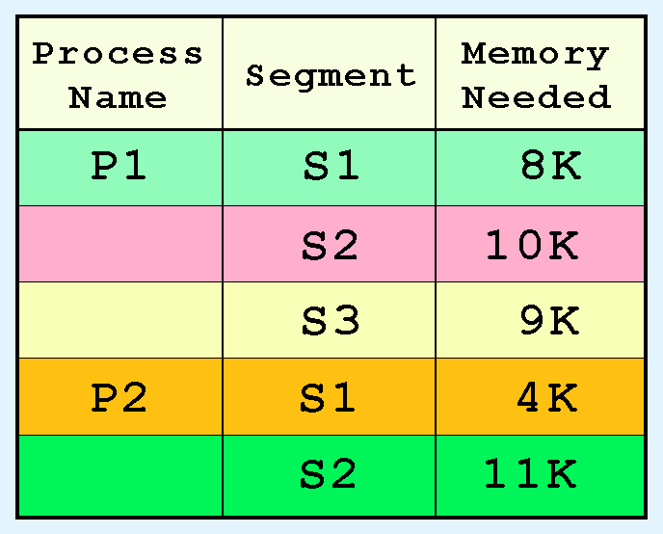 Process Name Segment Memory Needed
P1 S1 8K
S2 10K
S3 9K
P2 S1 4K
S2 11K